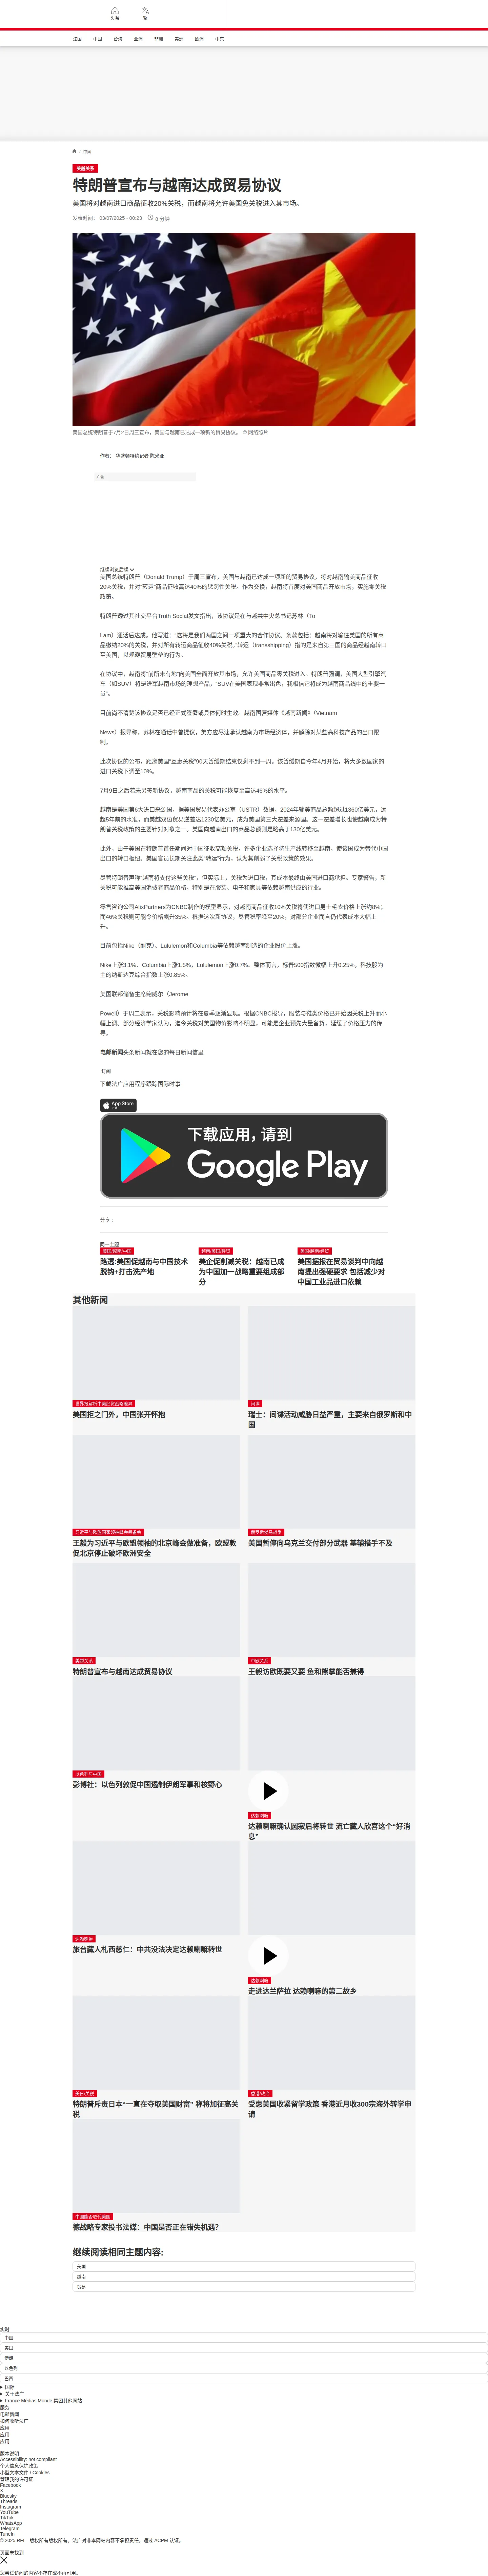 头条
繁
法国
中国
台海
亚洲
非洲
美洲
欧洲
中东
/ 法国
美越关系
特朗普宣布与越南达成贸易协议
美国将对越南进口商品征收20%关税，而越南将允许美国免关税进入其市场。
发表时间： 03/07/2025 - 00:23
6 分钟
美国总统特朗普于7月2日周三宣布，美国与越南已达成一项新的贸易协议。 © 网络图片
作者： 华盛顿特约记者 陈米亚
广告
继续浏览后续
美国总统特朗普（Donald Trump）于周三宣布，美国与越南已达成一项新的贸易协议，将对越南输美商品征收
20%关税，并对“转运”商品征收高达40%的惩罚性关税。作为交换，越南将首度对美国商品开放市场，实施零关税
政策。
特朗普透过其社交平台Truth Social发文指出，该协议是在与越共中央总书记苏林（To
Lam）通话后达成。他写道：“这将是我们两国之间一项重大的合作协议。条款包括：越南将对输往美国的所有商
品缴纳20%的关税，并对所有转运商品征收40%关税。”转运（transshipping）指的是来自第三国的商品经越南转口
至美国，以规避贸易壁垒的行为。
在协议中，越南将“前所未有地”向美国全面开放其市场，允许美国商品零关税进入。特朗普强调，美国大型引擎汽
车（如SUV）将是进军越南市场的理想产品，“SUV在美国表现非常出色，我相信它将成为越南商品线中的重要一
员”。
目前尚不清楚该协议是否已经正式签署或具体何时生效。越南国营媒体《越南新闻》（Vietnam
News）报导称，苏林在通话中曾提议，美方应尽速承认越南为市场经济体，并解除对某些高科技产品的出口限
制。
此次协议的公布，距离美国“互惠关税”90天暂缓期结束仅剩不到一周。该暂缓期自今年4月开始，将大多数国家的
进口关税下调至10%。
7月9日之后若未另签新协议，越南商品的关税可能恢复至高达46%的水平。
越南是美国第6大进口来源国，据美国贸易代表办公室（USTR）数据，2024年输美商品总额超过1360亿美元，远
超5年前的水准，而美越双边贸易逆差达1230亿美元，成为美国第三大逆差来源国。这一逆差增长也使越南成为特
朗普关税政策的主要针对对象之一。美国向越南出口的商品总额则是略高于130亿美元。
此外，由于美国在特朗普首任期间对中国征收高额关税，许多企业选择将生产线转移至越南，使该国成为替代中国
出口的转口枢纽。美国官员长期关注此类“转运”行为，认为其削弱了关税政策的效果。
尽管特朗普声称“越南将支付这些关税”，但实际上，关税为进口税，其成本最终由美国进口商承担。专家警告，新
关税可能推高美国消费者商品价格，特别是在服装、电子和家具等依赖越南供应的行业。
零售咨询公司AlixPartners为CNBC制作的模型显示，对越南商品征收10%关税将使进口男士毛衣价格上涨约8%；
而46%关税则可能令价格飙升35%。根据这次新协议，尽管税率降至20%，对部分企业而言仍代表成本大幅上
升。
目前包括Nike（耐克）、Lululemon和Columbia等依赖越南制造的企业股价上涨。
Nike上涨3.1%、Columbia上涨1.5%，Lululemon上涨0.7%。整体而言，标普500指数微幅上升0.25%，科技股为
主的纳斯达克综合指数上涨0.85%。
美国联邦储备主席鲍威尔（Jerome
Powell）于周二表示，关税影响预计将在夏季逐渐显现。根据CNBC报导，服装与鞋类价格已开始因关税上升而小
幅上调。部分经济学家认为，迄今关税对美国物价影响不明显，可能是企业预先大量备货，延缓了价格压力的传
导。
电邮新闻头条新闻就在您的每日新闻信里
订阅
下载法广应用程序跟踪国际时事
App Store
下载
下载应用，请到
Google Play
分享 :
同一主题
美国/越南/中国
路透:美国促越南与中国技术
脱钩+打击洗产地
越南/美国/经贸
美企促削减关税：越南已成
为中国加一战略重要组成部
分
美国/越南/经贸
美国据报在贸易谈判中向越
南提出强硬要求 包括减少对
中国工业品进口依赖
其他新闻
世界报解析中美经贸战略差异
美国拒之门外，中国张开怀抱
间谍
瑞士：间谍活动威胁日益严重，主要来自俄罗斯和中
国
习近平与欧盟国家领袖峰会筹备会
王毅为习近平与欧盟领袖的北京峰会做准备，欧盟敦
促北京停止破坏欧洲安全
俄罗斯侵乌战争
美国暂停向乌克兰交付部分武器 基辅措手不及
美越关系
特朗普宣布与越南达成贸易协议
中欧关系
王毅访欧既要又要 鱼和熊掌能否兼得
以色列与中国
彭博社：以色列敦促中国遏制伊朗军事和核野心
达赖喇嘛
达赖喇嘛确认圆寂后将转世 流亡藏人欣喜这个“好消
息”
达赖喇嘛
旅台藏人札西慈仁：中共没法决定达赖喇嘛转世
达赖喇嘛
走进达兰萨拉 达赖喇嘛的第二故乡
美日/关税
特朗普斥责日本“一直在夺取美国财富” 称将加征高关
税
香港/政治
受惠美国收紧留学政策 香港近月收300宗海外转学申
请
中国能否取代美国
德战略专家投书法媒：中国是否正在错失机遇？
继续阅读相同主题内容:
美国
越南
贸易
实时
中国
美国
伊朗
以色列
巴西
国际
关于法广
France Médias Monde 集团其他网站
服务
电邮新闻
如何收听法广
应用
应用
应用
版本说明
Accessibility: not compliant
个人信息保护政策
小型文本文件 / Cookies
管理我的许可证
Facebook
X
Bluesky
Threads
Instagram
YouTube
TikTok
WhatsApp
Telegram
TuneIn
© 2025 RFI – 版权所有版权所有。法广对非本网站内容不承担责任。通过 ACPM 认证。
页面未找到
您尝试访问的内容不存在或不再可用。